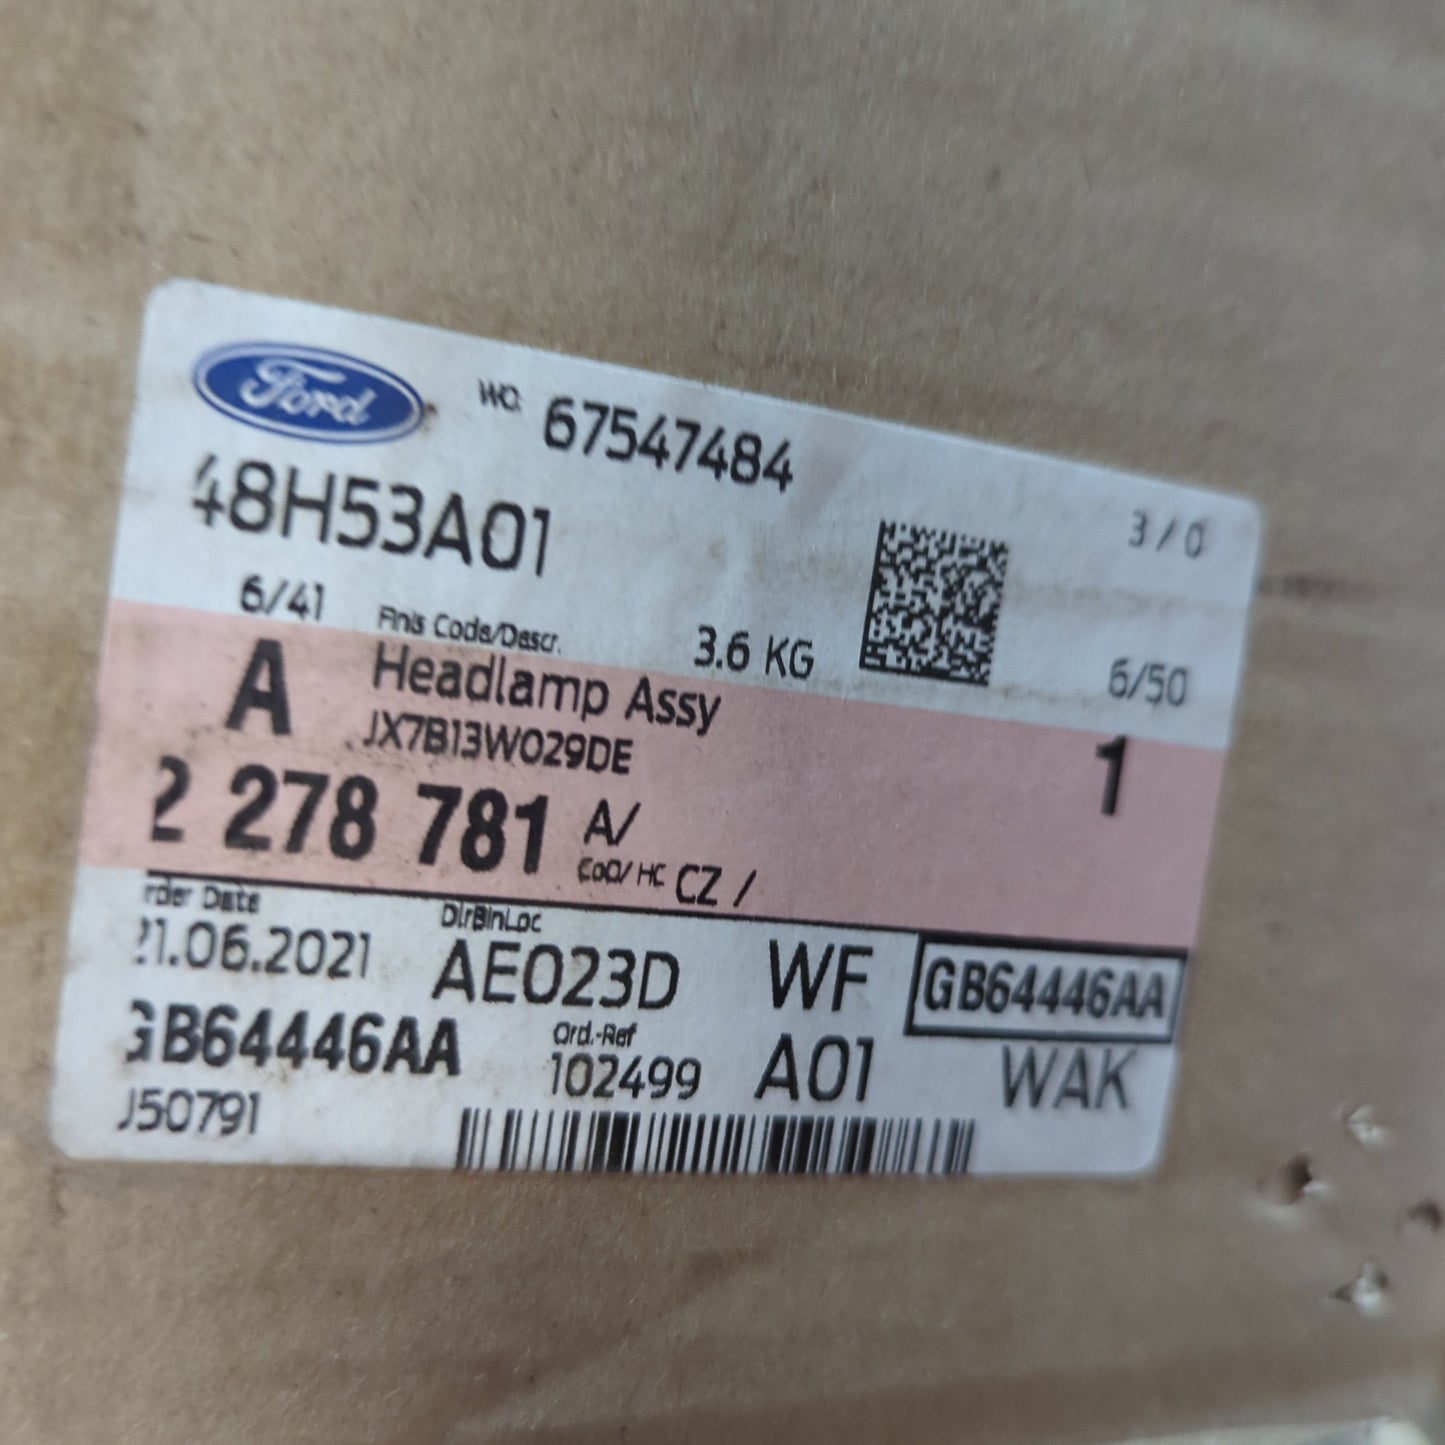 Ford
WO. 67547484
48H53A01
3 / 0
6/41
Finis Code/Descr.
3.6 KG
6/50
A
Headlamp Assy
JX7B13W029DE
1
2 278 781 A/
CoO/ HC CZ /
rder Date
DlrBinLoc
21.06.2021
AE023D
WF
GB64446AA
GB64446AA
Ord.-Ref
102499
A01
WAK
J50791